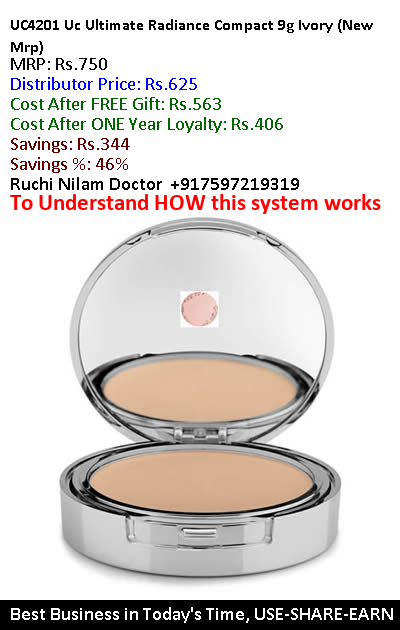 UC4201 Uc Ultimate Radiance Compact 9g Ivory (New
Mrp)
MRP: Rs.750
Distributor Price: Rs.625
Cost After FREE Gift: Rs.563
Cost After ONE Year Loyalty: Rs.406
Savings: Rs.344
Savings %: 46%
Ruchi Nilam Doctor +917597219319
To Understand HOW this system works
Best Business in Today's Time, USE-SHARE-EARN